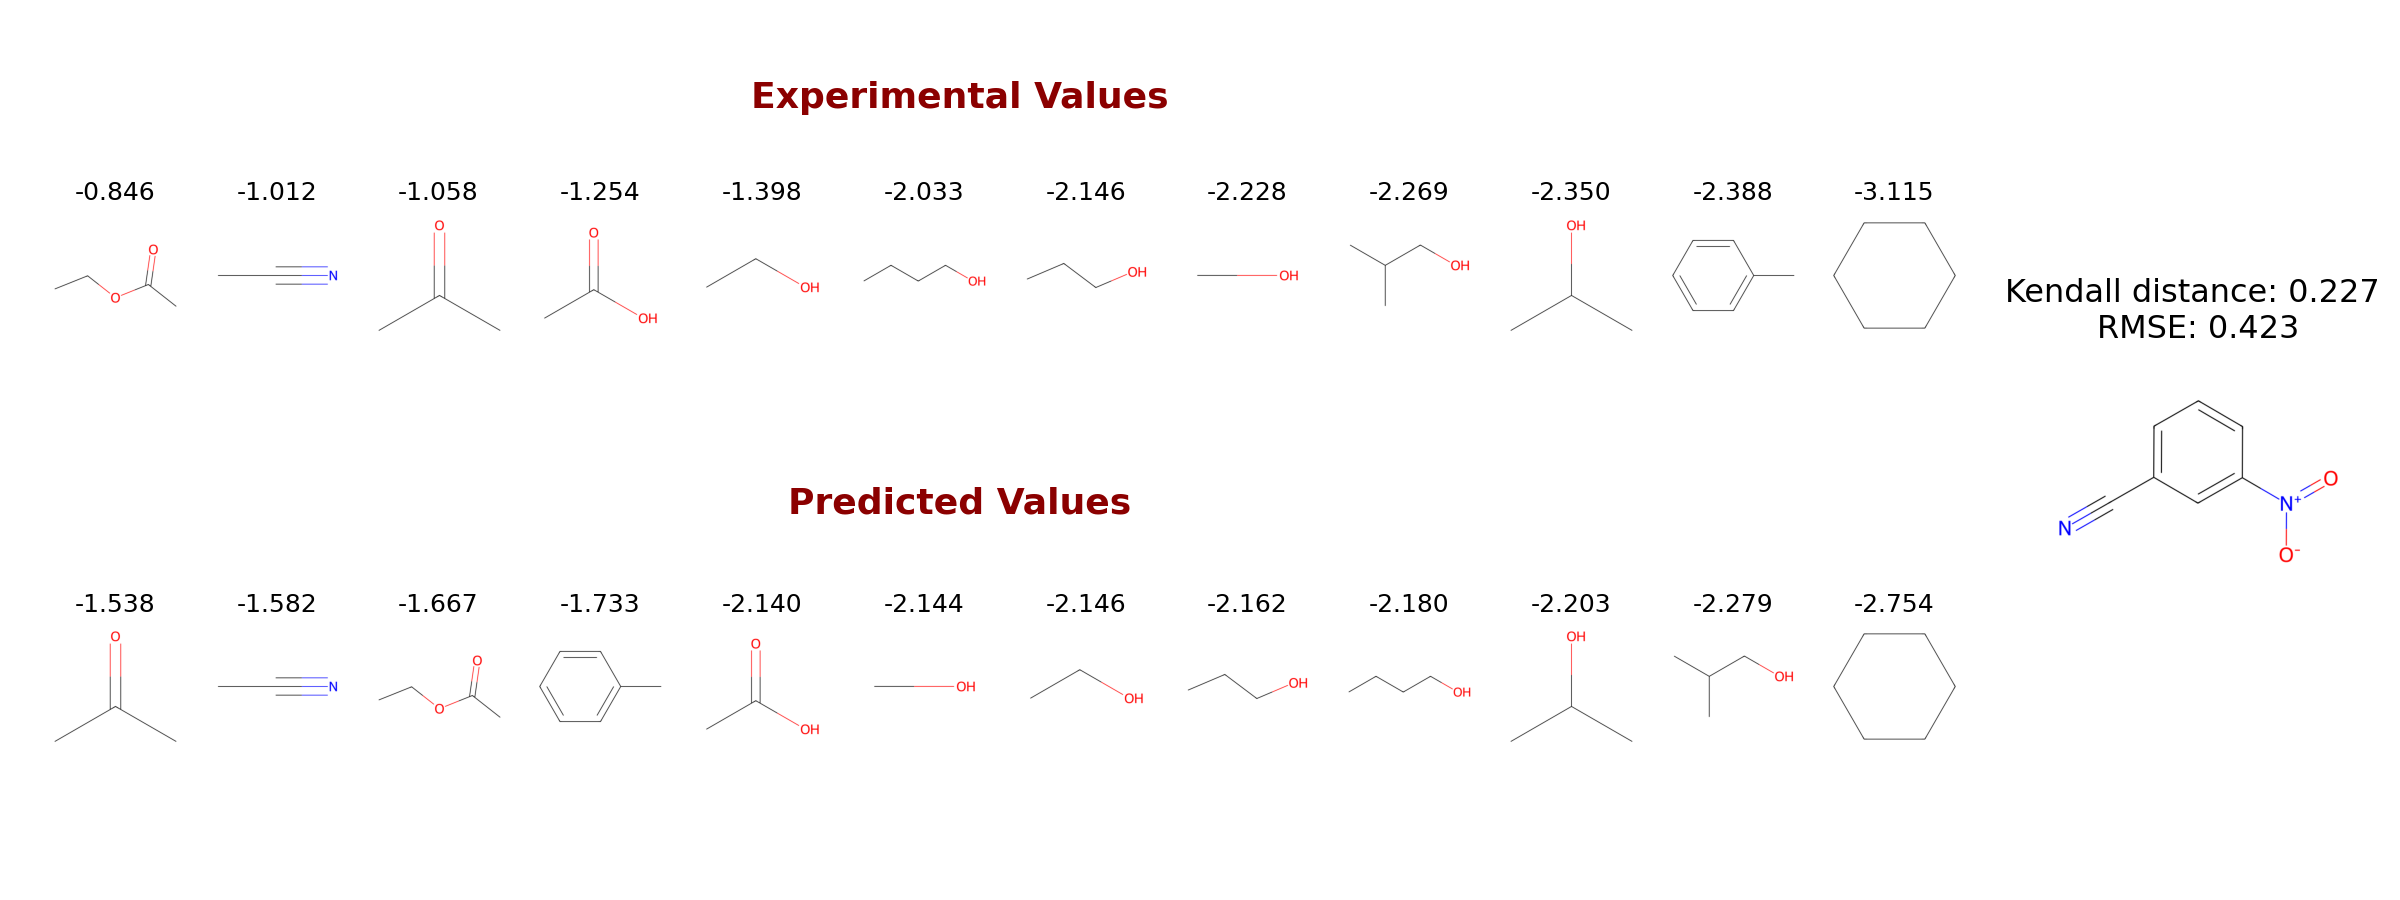 Experimental Values
-0.846 -1.012 -1.058 -1.254 -1.398 -2.033 -2.146 -2.228 -2.269 -2.350 -2.388 -3.115
O O N O O OH OH OH OH OH OH OH OH
Kendall distance: 0.227
RMSE: 0.423
N N+ O O-
Predicted Values
-1.538 -1.582 -1.667 -1.733 -2.140 -2.144 -2.146 -2.162 -2.180 -2.203 -2.279 -2.754
O N O O O OH OH OH OH OH OH OH